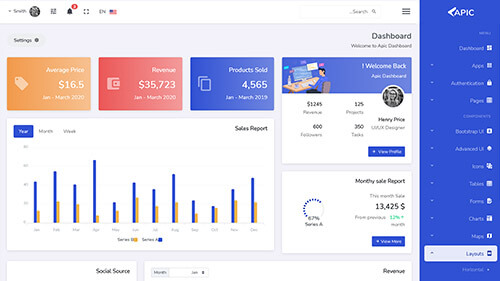 Smith
3
EN
Search...
APIC
Settings
Dashboard
Welcome to Apic Dashboard
Average Price
$16.5
Jan - March 2020
Revenue
$35,723
Jan - March 2020
Products Sold
4,565
Jan - March 2019
! Welcome Back
Apic Dashboard
$1245
Revenue
125
Projects
600
Followers
350
Tasks
Henry Price
UI/UX Designer
View Profile
Year
Month
Week
Sales Report
80
60
40
20
0
Jan
Feb
Mar
Apr
May
Jun
Jul
Aug
Sep
Oct
Nov
Dec
Series B
Series A
Monthy sale Report
This month Sale
13,425 $
From previous 12%
month
67%
Series A
View More
Social Source
Month
Jan
Revenue
MENU
Dashboard
Apps
Authentication
Pages
COMPONENTS
Bootstrap UI
Advanced UI
Icons
Tables
Forms
Charts
Maps
Layouts
Horizontal